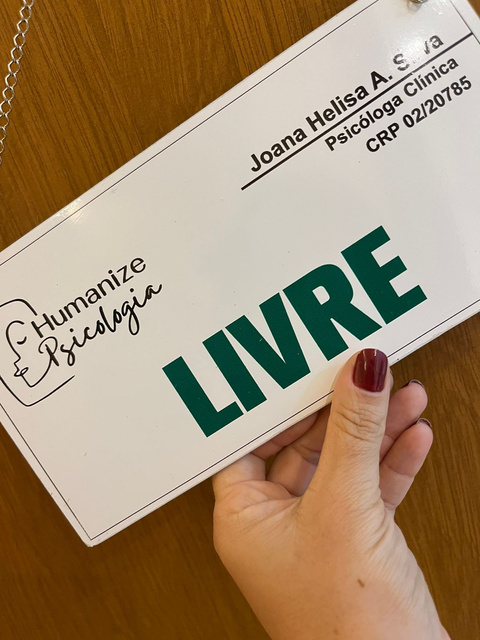 Joana Helisa A.
Psicóloga Clínica
CRP 02/20785
Humanize
Psicologia
LIVRE